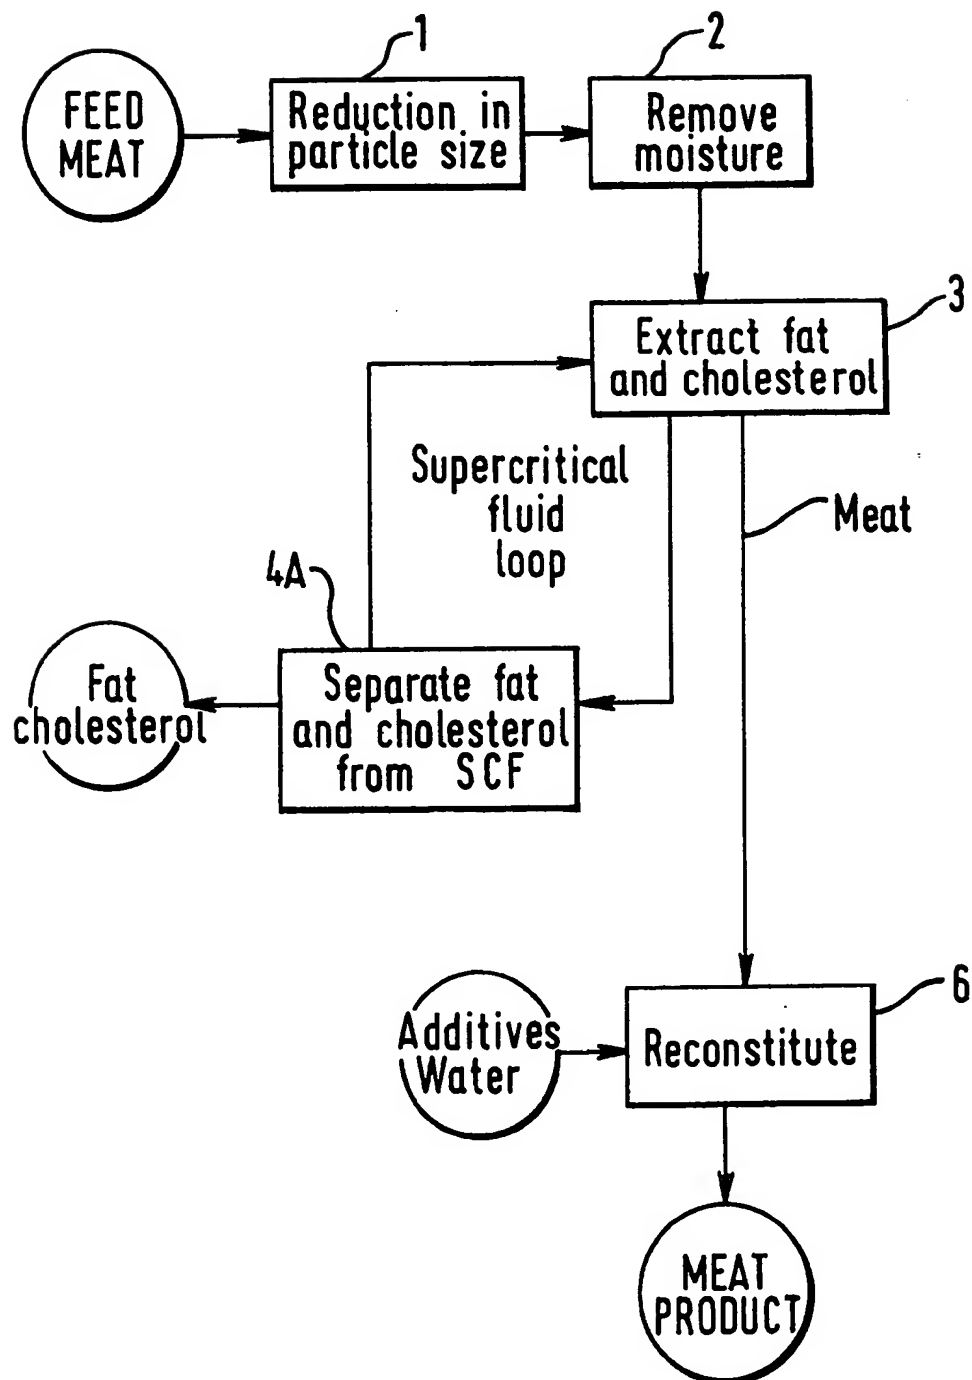 1
2
FEED
MEAT
Reduction in
particle size
Remove
moisture
3
Extract fat
and cholesterol
Supercritical
fluid
loop
Meat
4A
Fat
cholesterol
Separate fat
and cholesterol
from SCF
6
Additives
Water
Reconstitute
MEAT
PRODUCT